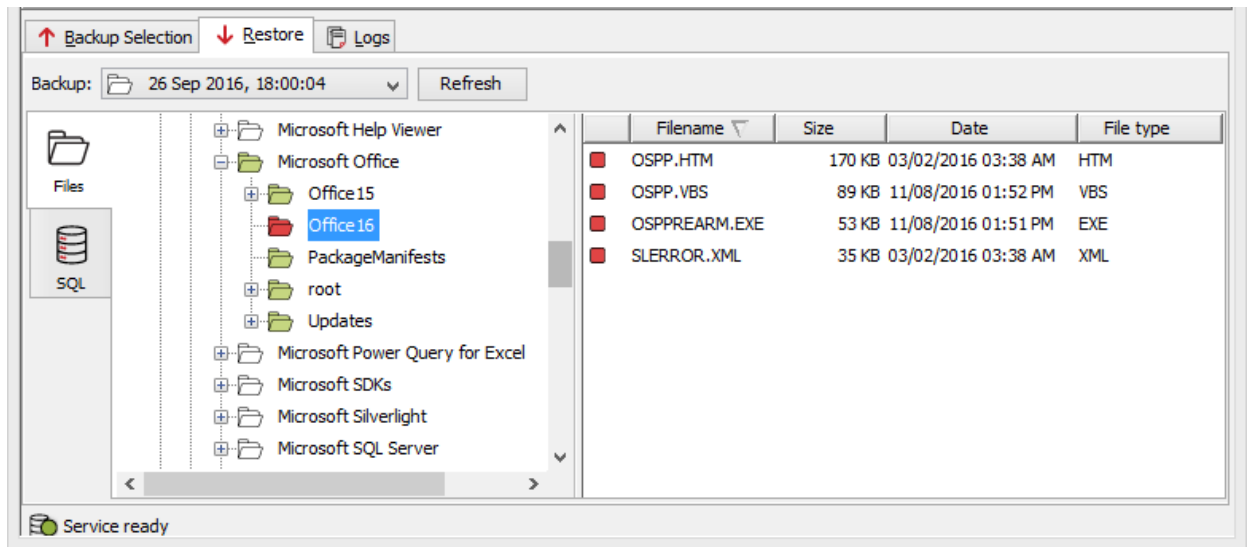 Backup Selection Restore Logs
Backup: 26 Sep 2016, 18:00:04 Refresh
Files
SQL
Microsoft Help Viewer
Microsoft Office
Office15
Office16
PackageManifests
root
Updates
Microsoft Power Query for Excel
Microsoft SDKs
Microsoft Silverlight
Microsoft SQL Server
Filename Size Date File type
OSPP.HTM 170 KB 03/02/2016 03:38 AM HTM
OSPP.VBS 89 KB 11/08/2016 01:52 PM VBS
OSPPREARM.EXE 53 KB 11/08/2016 01:51 PM EXE
SLERROR.XML 35 KB 03/02/2016 03:38 AM XML
Service ready